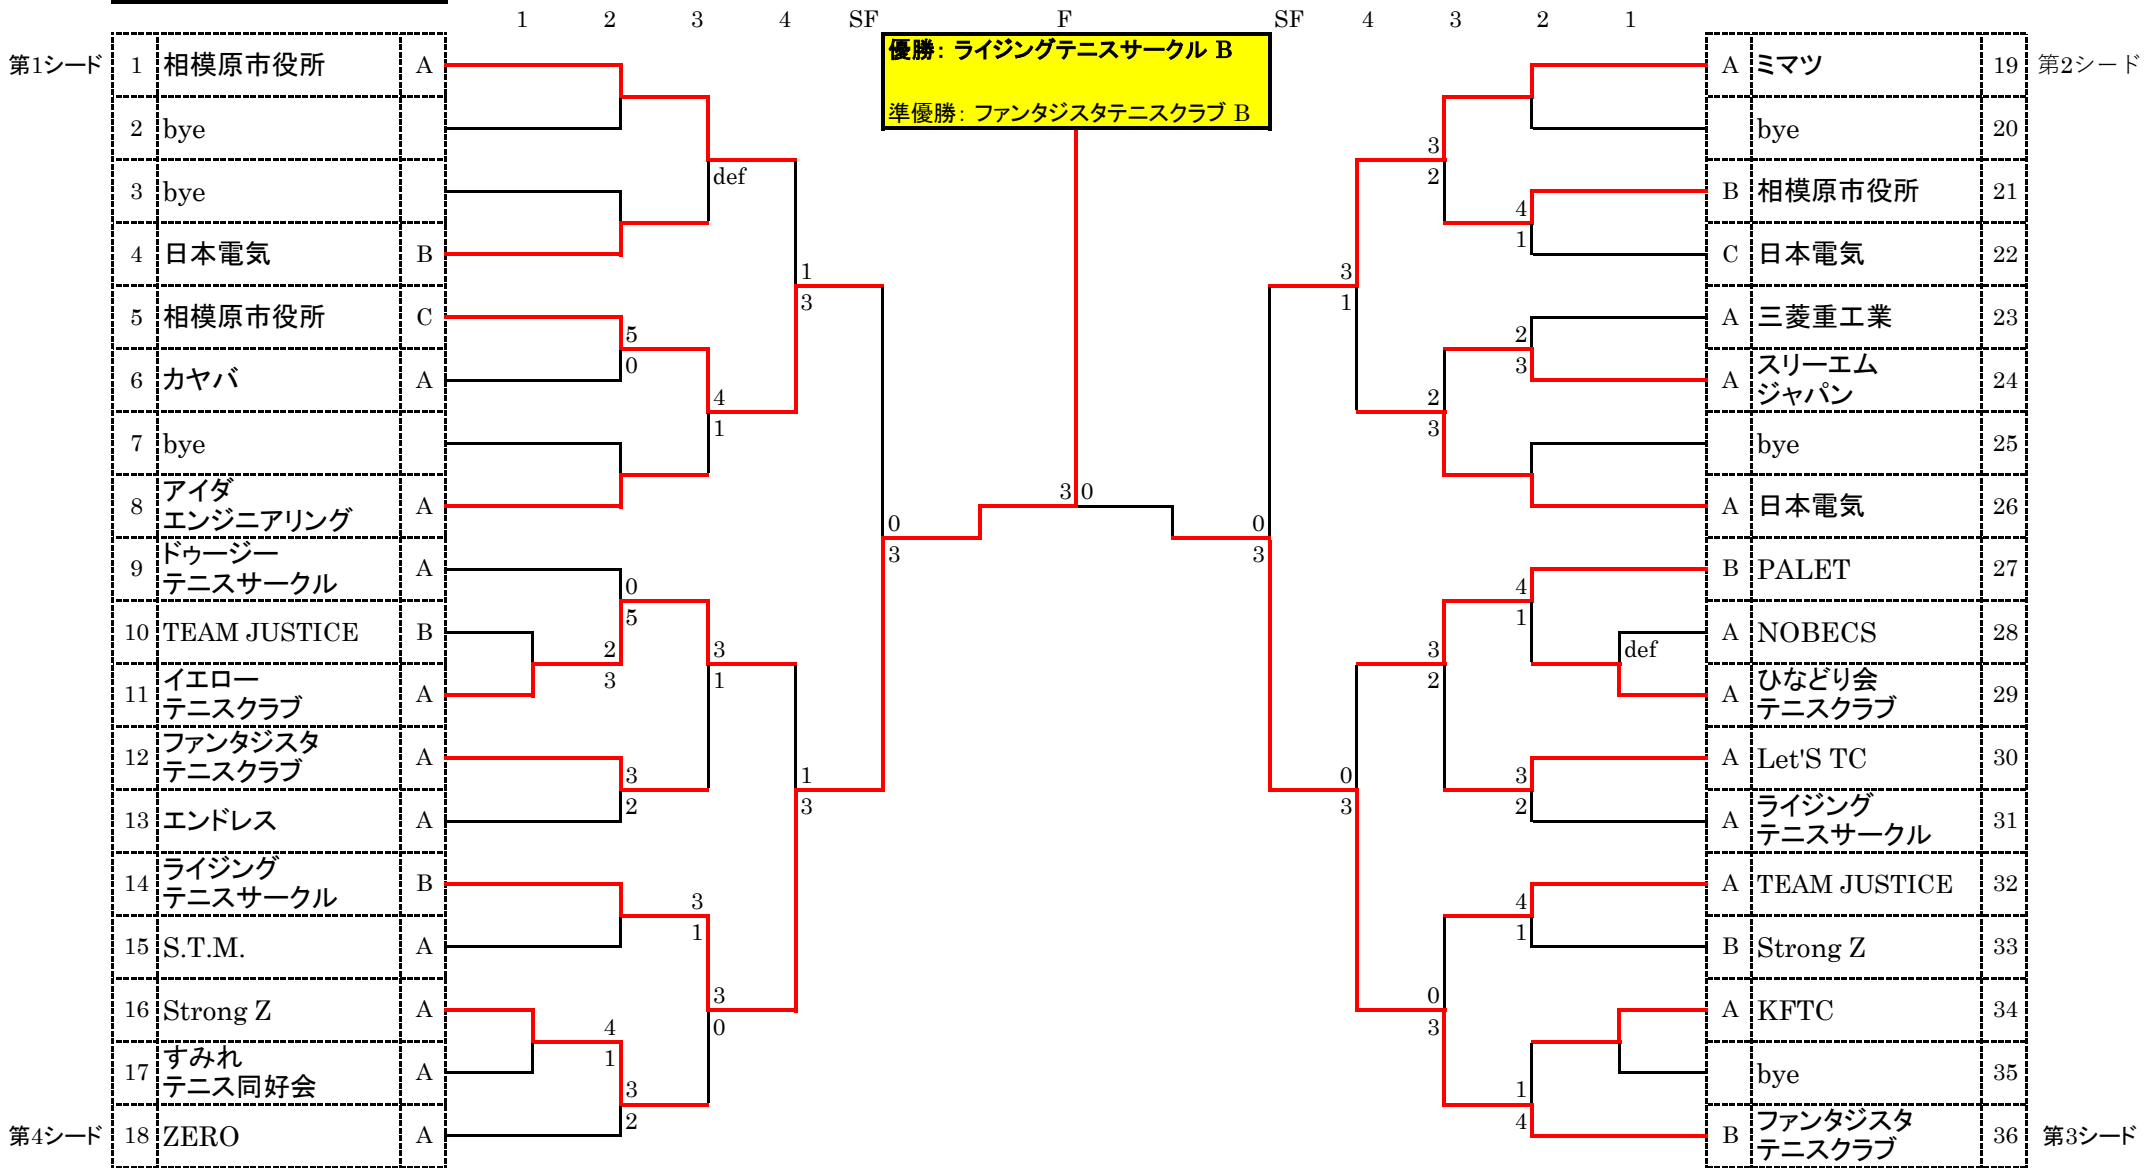 1 2 3 4 SF F SF 4 3 2 1
優勝: ライジングテニスサークル B
準優勝: ファンタジスタテニスクラブ B
第1シード 1 相模原市役所 A
2 bye
3 bye
def
4 日本電気 B
1
3
5 相模原市役所 C
5
0
6 カヤバ A
4
1
7 bye
8 アイダ
エンジニアリング A
0
3
9 ドゥージー
テニスサークル A
0
5
10 TEAM JUSTICE B
2
3
3
1
11 イエロー
テニスクラブ A
12 ファンタジスタ
テニスクラブ A
3
2
1
3
13 エンドレス A
14 ライジング
テニスサークル B
3
1
15 S.T.M. A
16 Strong Z A
3
0
4
1
17 すみれ
テニス同好会 A
3
2
第4シード 18 ZERO A
3 0
A ミマツ 19 第2シード
bye 20
3
2
B 相模原市役所 21
4
1
C 日本電気 22
3
1
A 三菱重工業 23
2
3
A スリーエム
ジャパン 24
2
3
bye 25
A 日本電気 26
0
3
B PALET 27
4
1
A NOBECS 28
def
3
2
A ひなどり会
テニスクラブ 29
A Let'S TC 30
3
2
0
3
A ライジング
テニスサークル 31
A TEAM JUSTICE 32
4
1
B Strong Z 33
0
3
A KFTC 34
bye 35
1
4
B ファンタジスタ
テニスクラブ 36 第3シード